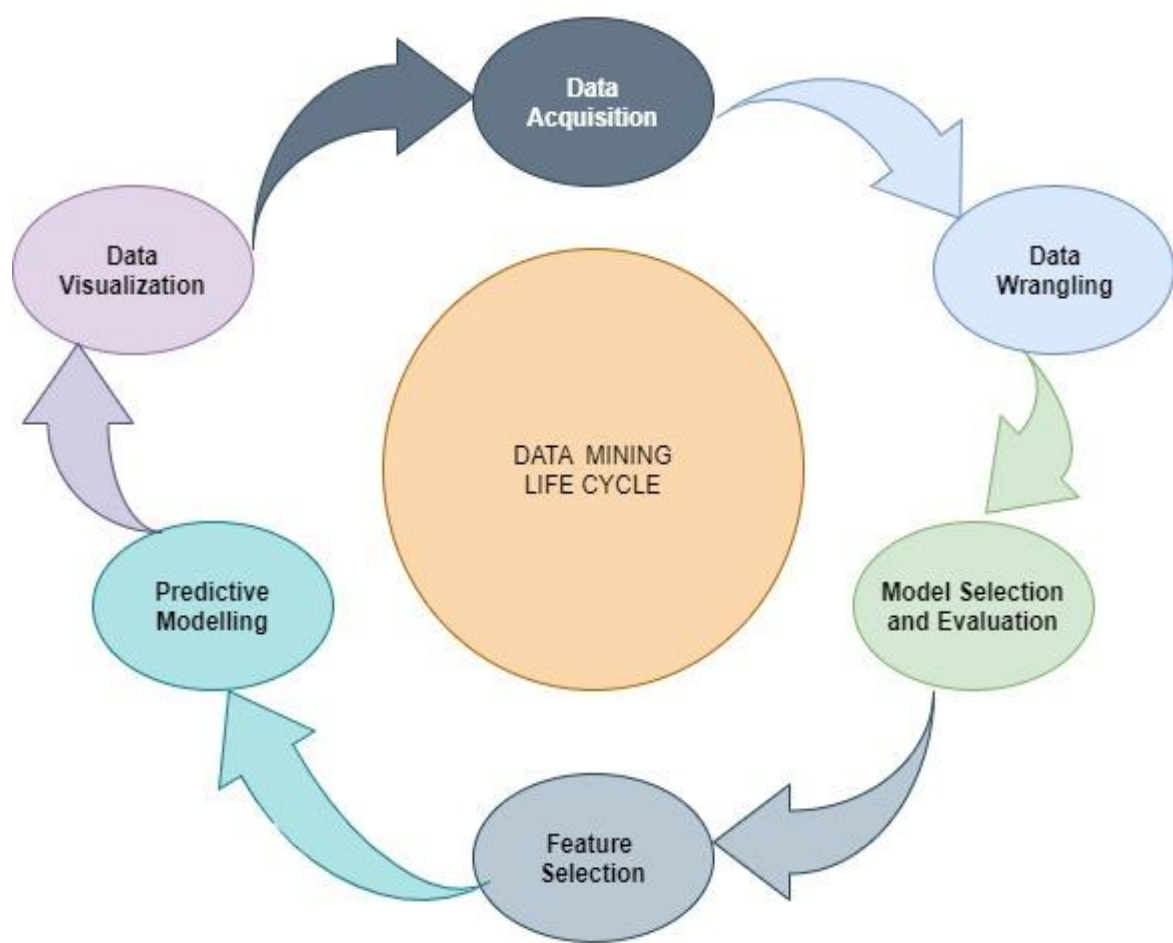 Data
Acquisition
Data
Wrangling
Model Selection
and Evaluation
Feature
Selection
Predictive
Modelling
Data
Visualization
DATA MINING
LIFE CYCLE